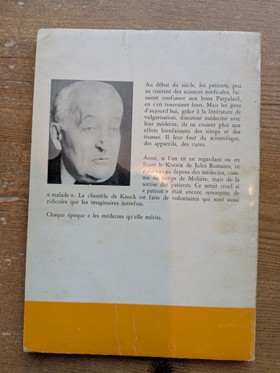 Au début du siècle, les patients, peu
au courant des sciences médicales, fai-
saient confiance aux bons Parpalaid,
en s'en trouvaient bien. Mais les gens
d'aujourd'hui, grâce à la littérature de
vulgarisation, discutent médecine avec
leur médecin; ils ne croient plus aux
effets bienfaisants des sirops et des
tisanes. Il leur faut du scientifique,
des appareils, des cures.
Aussi, si l'on rit en regardant ou en
lisant le KNOCK de Jules Romains, ce
n'est pas au dépens des médecins, com-
me du temps de Molière, mais de la
sottise des patients. Ce serait cruel si
« patient » était encore synonyme de
« malade ». La clientèle de Knock est faite de volontaires qui sont aussi
ridicules que les imaginaires autrefois.
Chaque époque a les médecins qu'elle mérite.